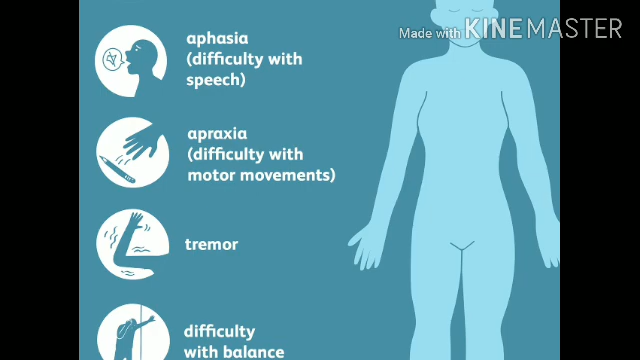 Made with KINEMASTER
aphasia
(difficulty with
speech)
apraxia
(difficulty with
motor movements)
tremor
difficulty
with balance